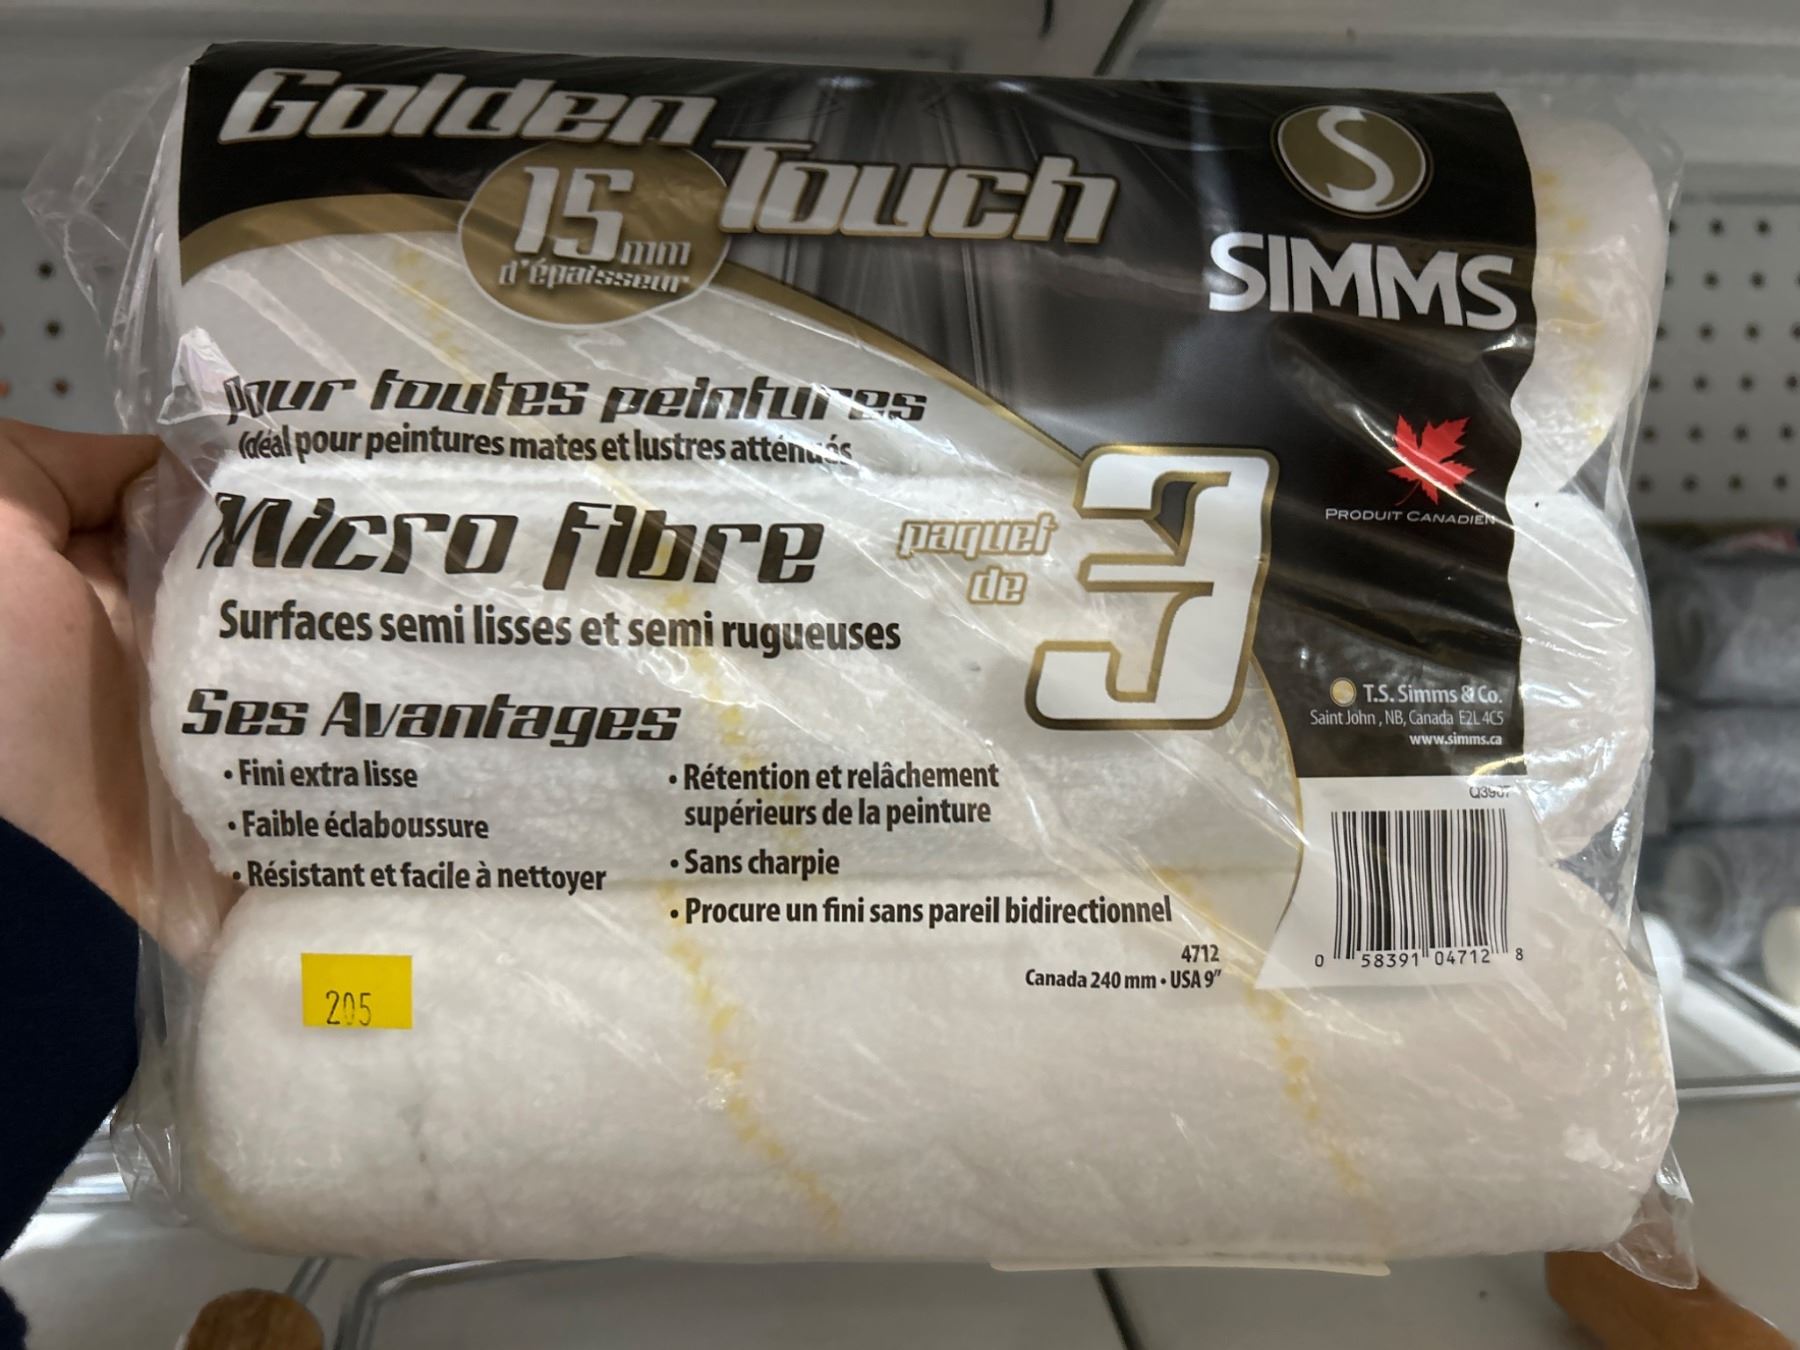 Golden
Touch
15 mm
d'épaisseur
SIMMS
Pour toutes peintures
Idéal pour peintures mates et lustres atténués
Micro fibre
Surfaces semi lisses et semi rugueuses
paquet
de
3
PRODUIT CANADIEN
T.S. Simms & Co.
Saint John, NB, Canada E2L 4C5
www.simms.ca
Ses Avantages
• Fini extra lisse
• Faible éclaboussure
• Résistant et facile à nettoyer
• Rétention et relâchement
supérieurs de la peinture
• Sans charpie
• Procure un fini sans pareil bidirectionnel
4712
Canada 240 mm • USA 9"
Q3907
0 58391 04712 8
205